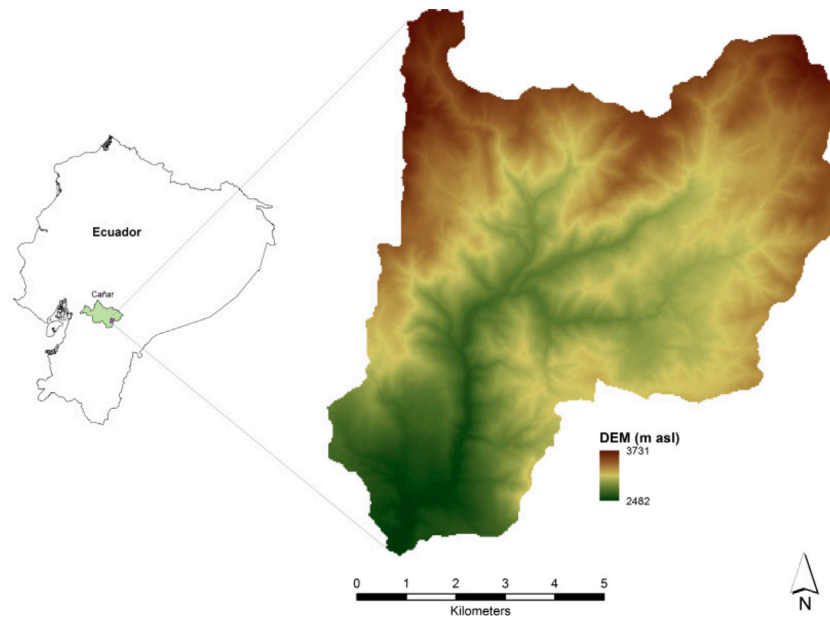 Ecuador
Cañar
DEM (m asl)
3731
2482
0 1 2 3 4 5
Kilometers
N